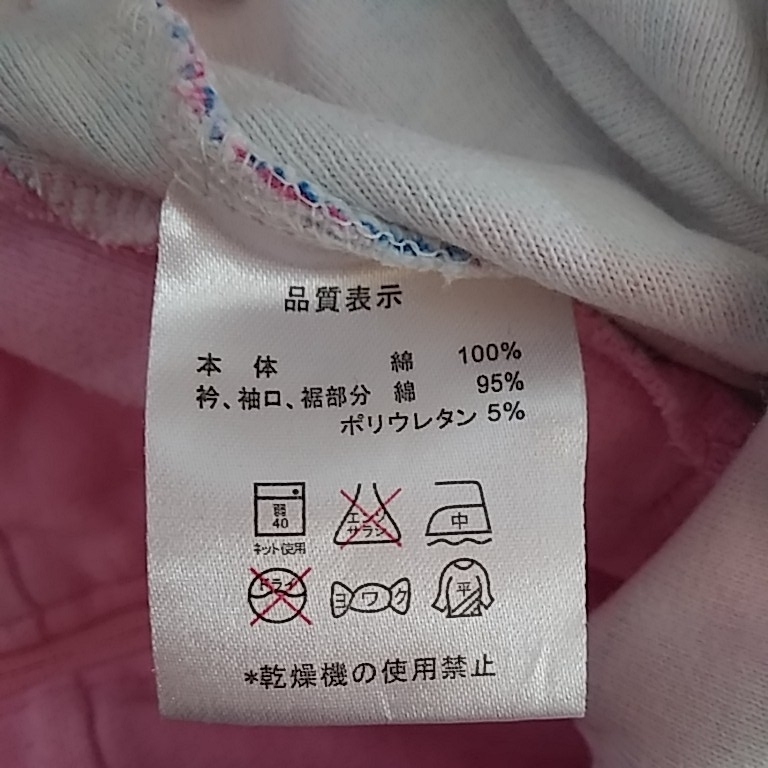 品質表示
本 体 綿 100%
衿、袖口、裾部分 綿 95%
ポリウレタン 5%
弱
40
ネット使用
エンソ
サラシ
中
ドライ
ヨワク
平
*乾燥機の使用禁止